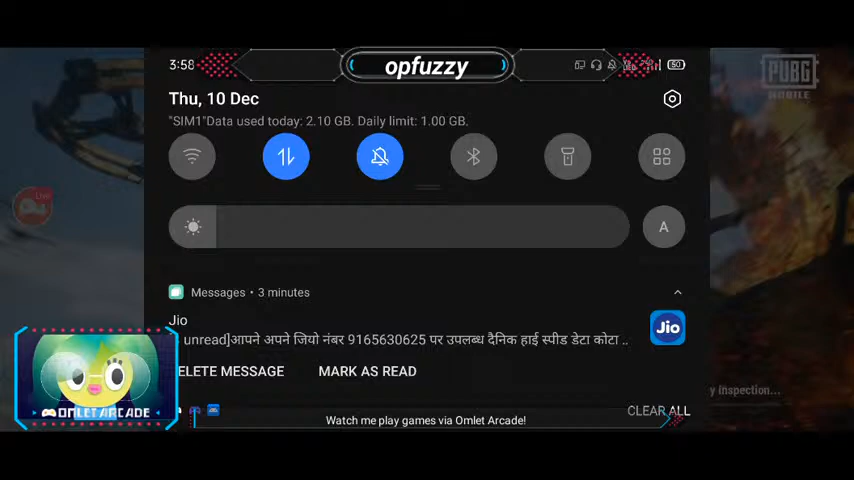 opfuzzy
3:58
50
PUBG
MOBILE
Thu, 10 Dec
"SIM1"Data used today: 2.10 GB. Daily limit: 1.00 GB.
Live
A
Messages • 3 minutes
Jio
unread]आपने अपने जियो नंबर 9165630625 पर उपलब्ध दैनिक हाई स्पीड डेटा कोटा ..
Jio
ELETE MESSAGE
MARK AS READ
y inspection...
OMLET ARCADE
CLEAR ALL
Watch me play games via Omlet Arcade!